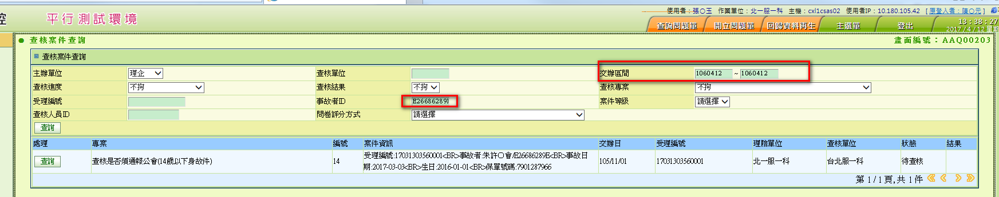 使用者：張○玉 作業單位：北一服一科 主機：cxl1csas02 使用者IP：10.180.105.42 [ 原登入者：陳○元 ]
控 平行測試環境
查詢問題單 開立問題單 回歸資料再生 主選單 登出 13:38:27
2017/4/12 星期
查核案件查詢 畫面編號：AAQ00203
查核案件查詢
主辦單位 理企 查核單位 交辦區間 1060412 ~ 1060412
查核進度 不拘 查核結果 不拘 查核專案 不拘
受理編號 事故者ID E266862891 案件等級 請選擇
查核人員ID 問卷評分方式 請選擇
查詢
處理 專案 編號 案件資訊 交辦日 受理編號 理賠單位 查核單位 狀態 結果
查詢 查核是否須通報公會(14歲以下身故件) 14 受理編號:17031303560001<BR>事故者:朱許○會/E26686289E<BR>事故日 105/11/01 17031303560001 北一服一科 台北服一科 待查核
期:2017-03-03<BR>生日:2016-01-01<BR>保單號碼:7901287966
第 1 / 1 頁,共 1 件